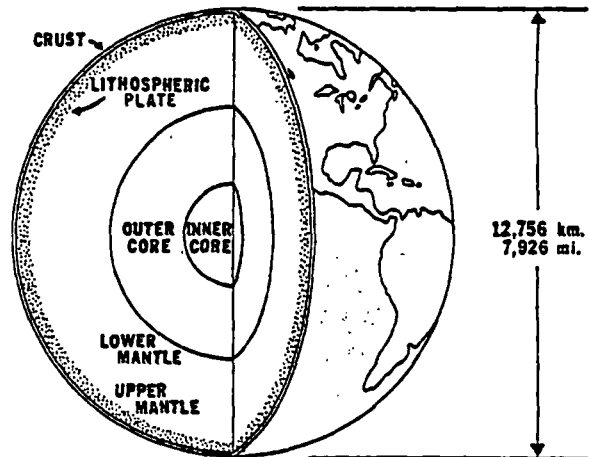 CRUST
LITHOSPHERIC
PLATE
OUTER INNER
CORE CORE
12,756 km.
7,926 mi.
LOWER
MANTLE
UPPER
MANTLE